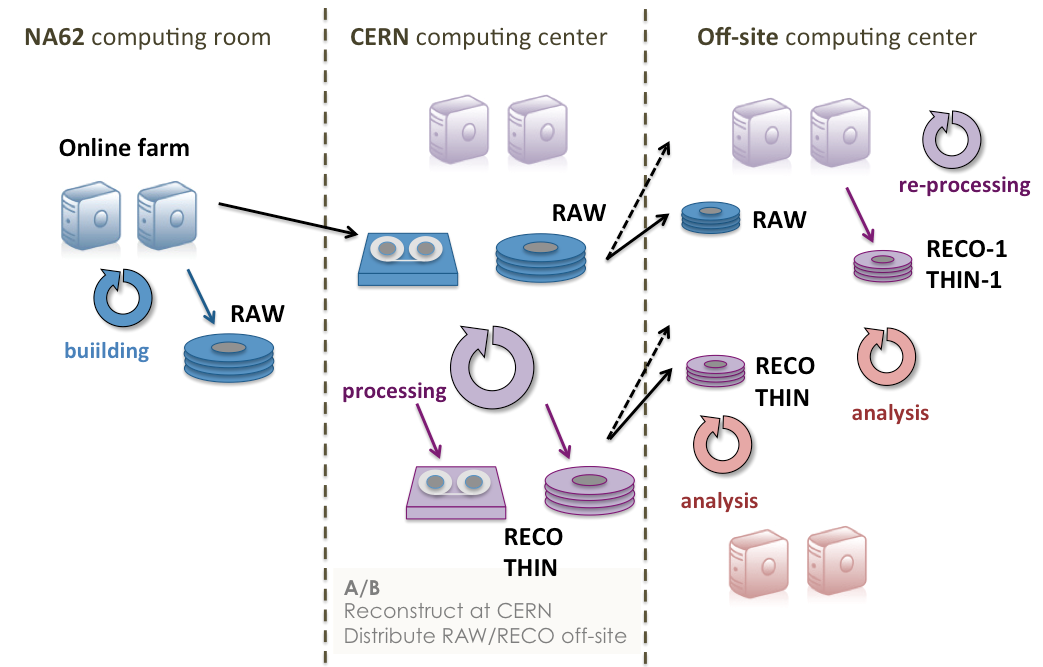 NA62 computing room
CERN computing center
Off-site computing center
Online farm
RAW
buiilding
RAW
processing
RECO
THIN
A/B
Reconstruct at CERN
Distribute RAW/RECO off-site
re-processing
RAW
RECO-1
THIN-1
RECO
THIN
analysis
analysis